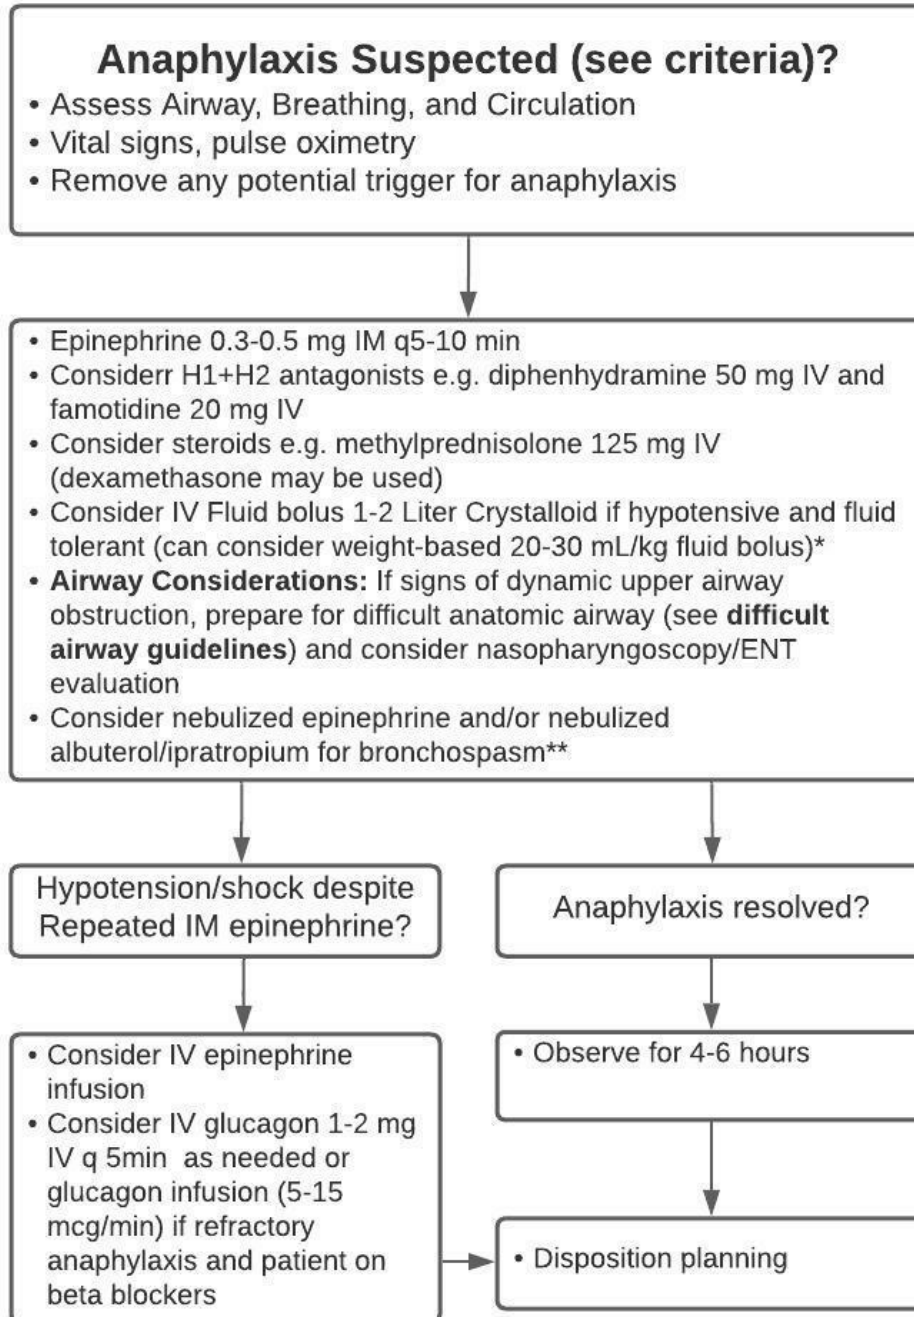 Anaphylaxis Suspected (see criteria)?
• Assess Airway, Breathing, and Circulation
• Vital signs, pulse oximetry
• Remove any potential trigger for anaphylaxis
• Epinephrine 0.3-0.5 mg IM q5-10 min
• Considerr H1+H2 antagonists e.g. diphenhydramine 50 mg IV and
famotidine 20 mg IV
• Consider steroids e.g. methylprednisolone 125 mg IV
(dexamethasone may be used)
• Consider IV Fluid bolus 1-2 Liter Crystalloid if hypotensive and fluid
tolerant (can consider weight-based 20-30 mL/kg fluid bolus)*
• Airway Considerations: If signs of dynamic upper airway
obstruction, prepare for difficult anatomic airway (see difficult
airway guidelines) and consider nasopharyngoscopy/ENT
evaluation
• Consider nebulized epinephrine and/or nebulized
albuterol/ipratropium for bronchospasm**
Hypotension/shock despite
Repeated IM epinephrine?
• Consider IV epinephrine
infusion
• Consider IV glucagon 1-2 mg
IV q 5min as needed or
glucagon infusion (5-15
mcg/min) if refractory
anaphylaxis and patient on
beta blockers
Anaphylaxis resolved?
• Observe for 4-6 hours
• Disposition planning